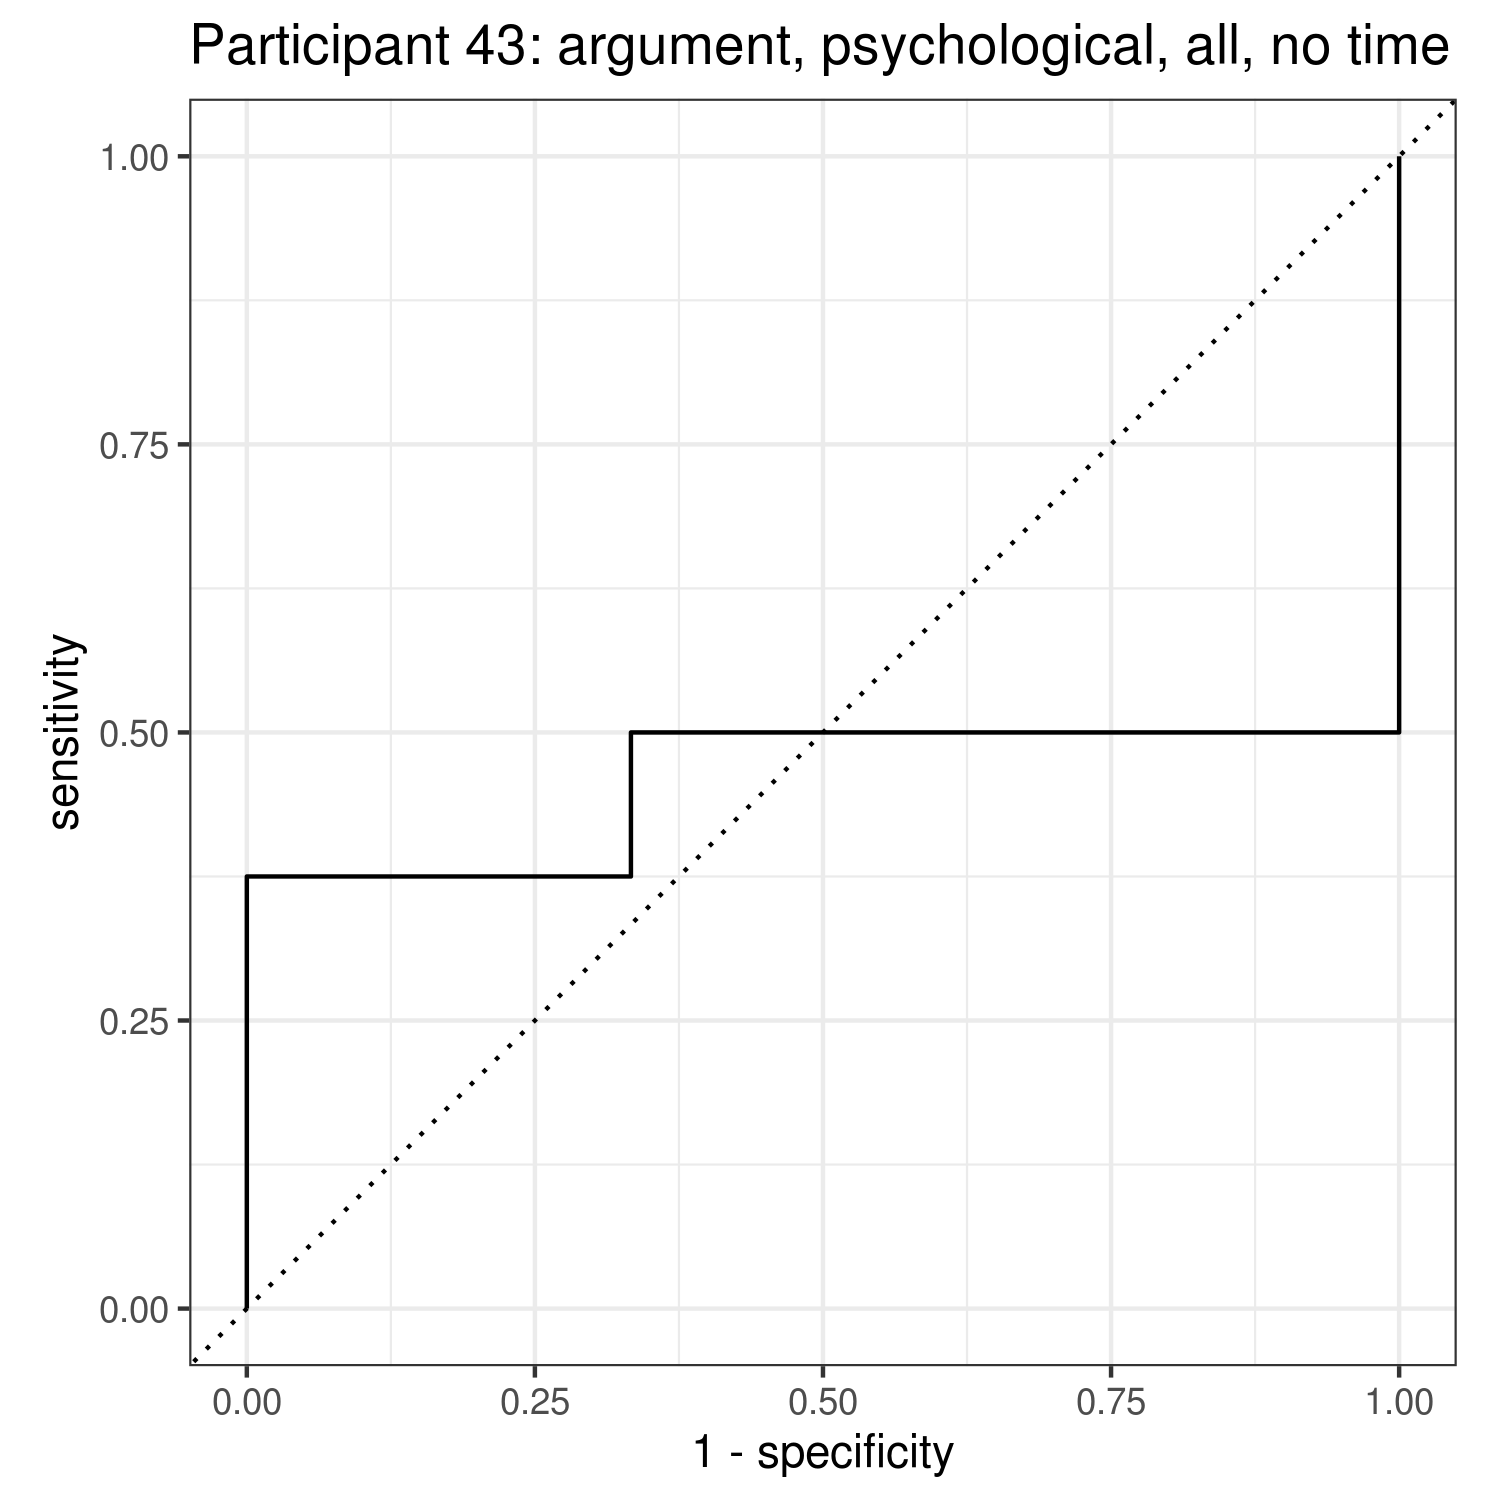 Participant 43: argument, psychological, all, no time
1.00
0.75
0.50
0.25
0.00
sensitivity
0.00 0.25 0.50 0.75 1.00
1 - specificity